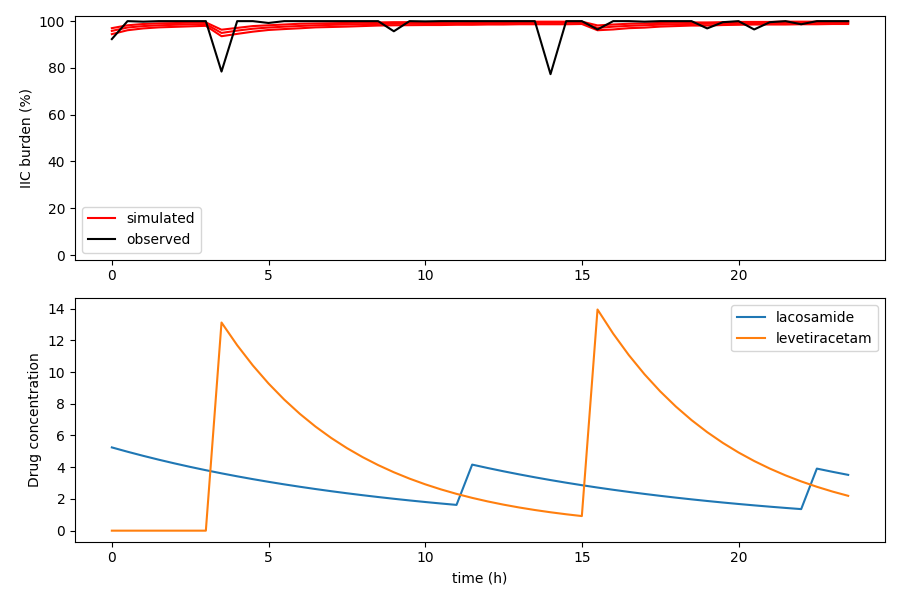 100
80
60
40
20
0
IIC burden (%)
simulated
observed
0 5 10 15 20
14
12
10
8
6
4
2
0
Drug concentration
lacosamide
levetiracetam
0 5 10 15 20
time (h)